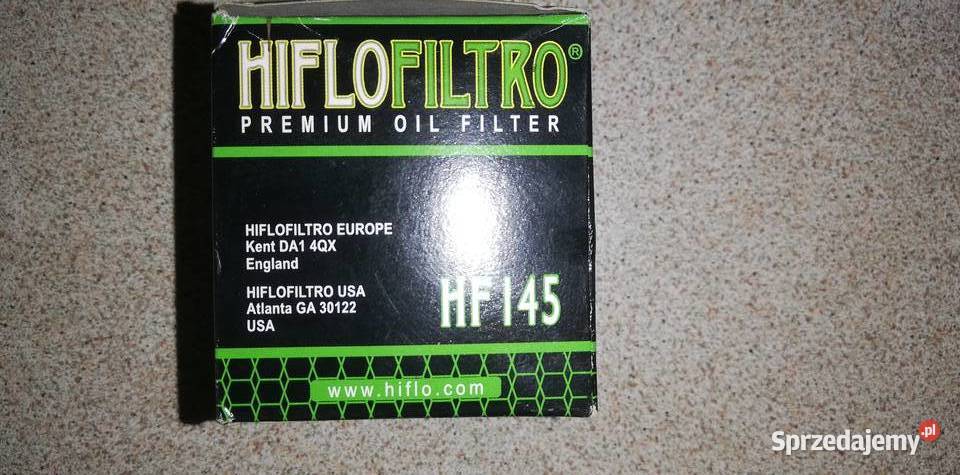 HIFLOFILTRO®
PREMIUM OIL FILTER
HIFLOFILTRO EUROPE
Kent DA1 4QX
England
HIFLOFILTRO USA
Atlanta GA 30122
USA
HF145
www.hiflo.com
Sprzedajemy.pl